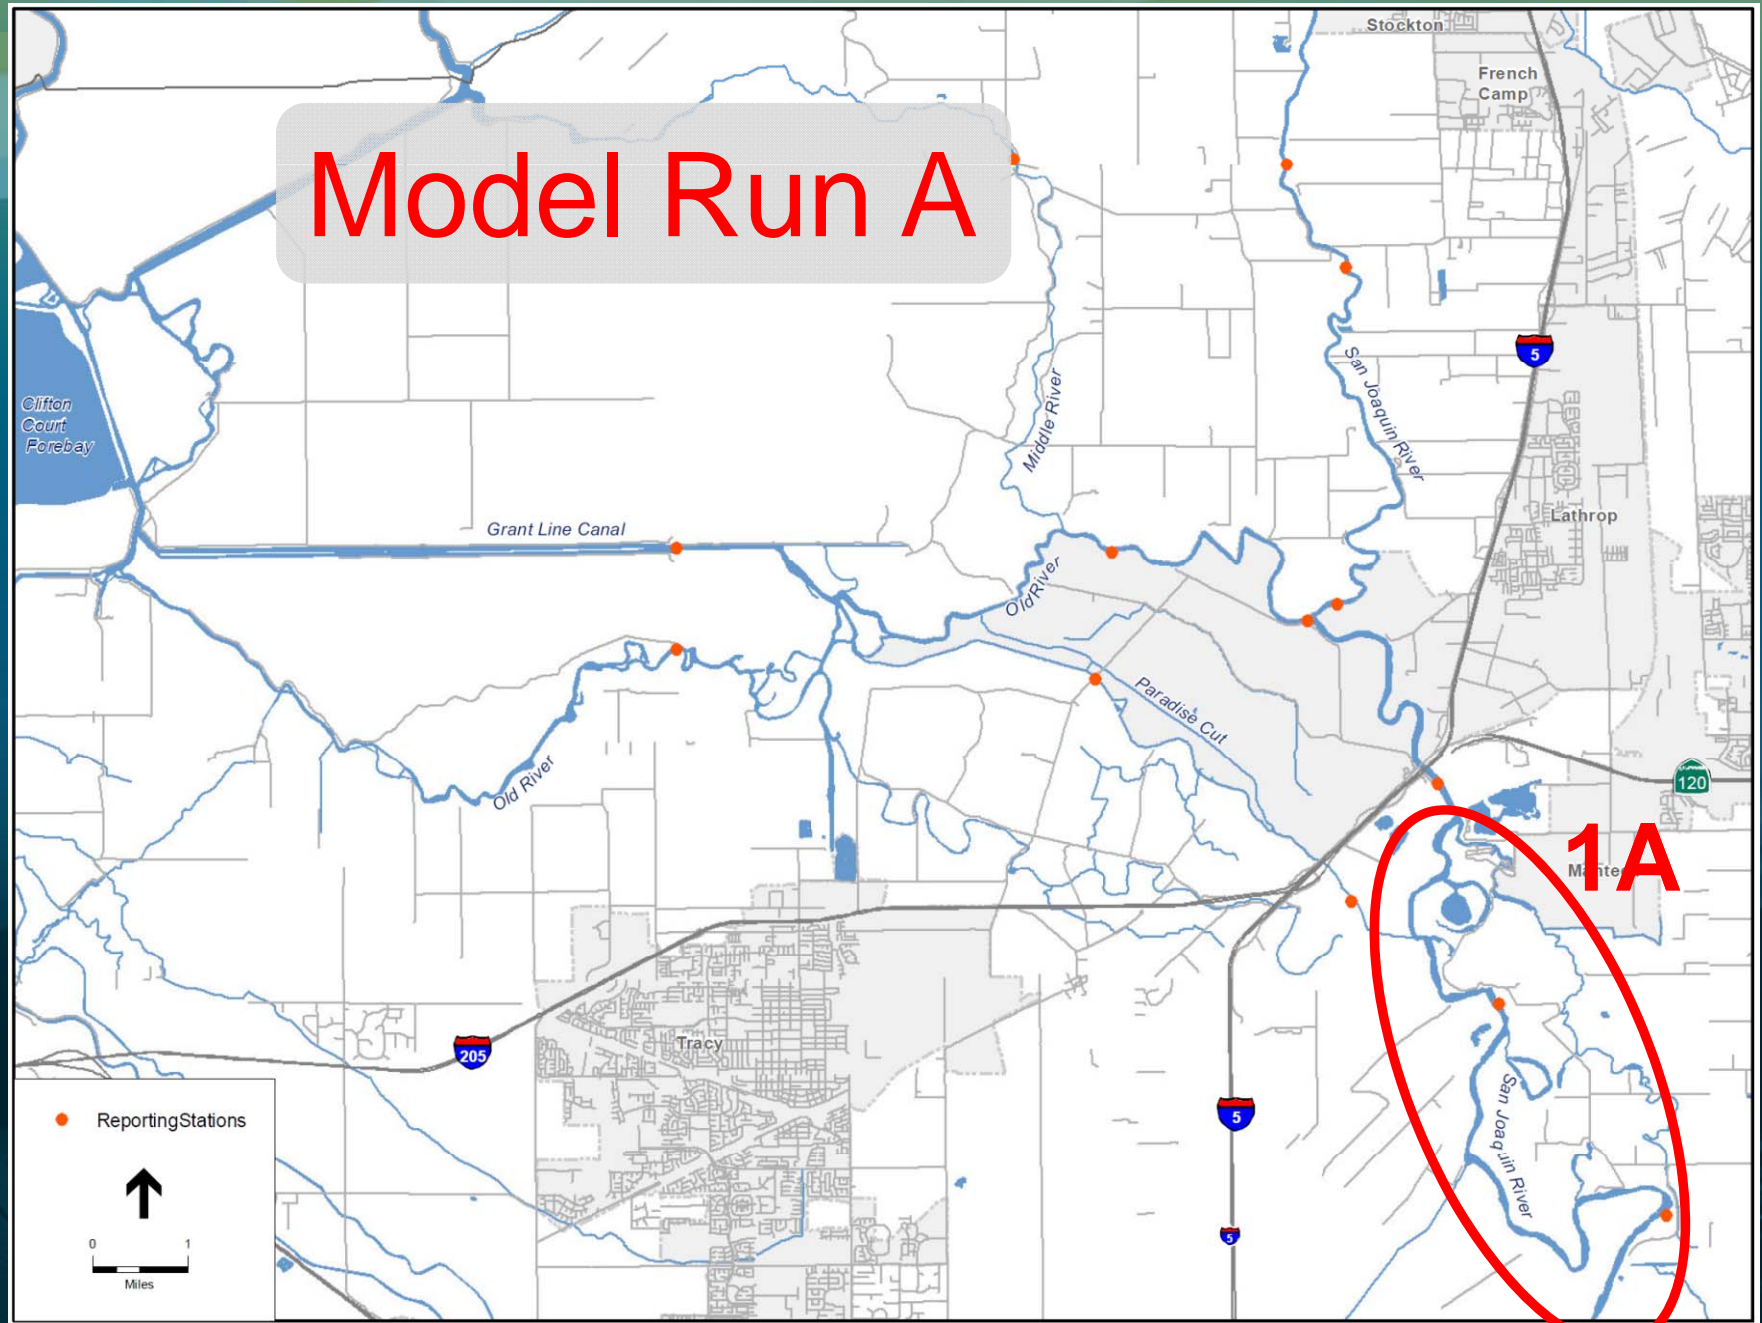 Stockton
French
Camp
Model Run A
5
San Joaquin River
Middle River
Clifton
Court
Forebay
Lathrop
Grant Line Canal
Old River
Paradise Cut
Old River
120
1A
205
Tracy
5
San Joaquin River
ReportingStations
5
0 1
Miles